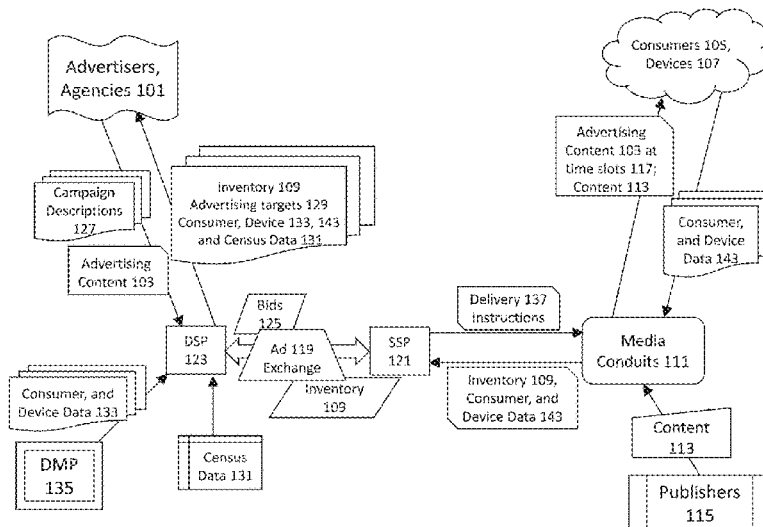 Advertisers,
Agencies 101
Consumers 105,
Devices 107
Campaign
Descriptions
127
Advertising
Content 103
Inventory 109
Advertising targets 129
Consumer, Device 133, 143
and Census Data 131
Advertising
Content 103 at
time slots 117;
Content 113
Consumer,
and Device
Data 143
Bids
125
DSP
123
Ad 119
Exchange
SSP
121
Inventory
109
Delivery 137
instructions
Media
Conduits 111
Inventory 109,
Consumer, and
Device Data 143
Consumer, and
Device Data 133
DMP
135
Census
Data 131
Content
113
Publishers
115